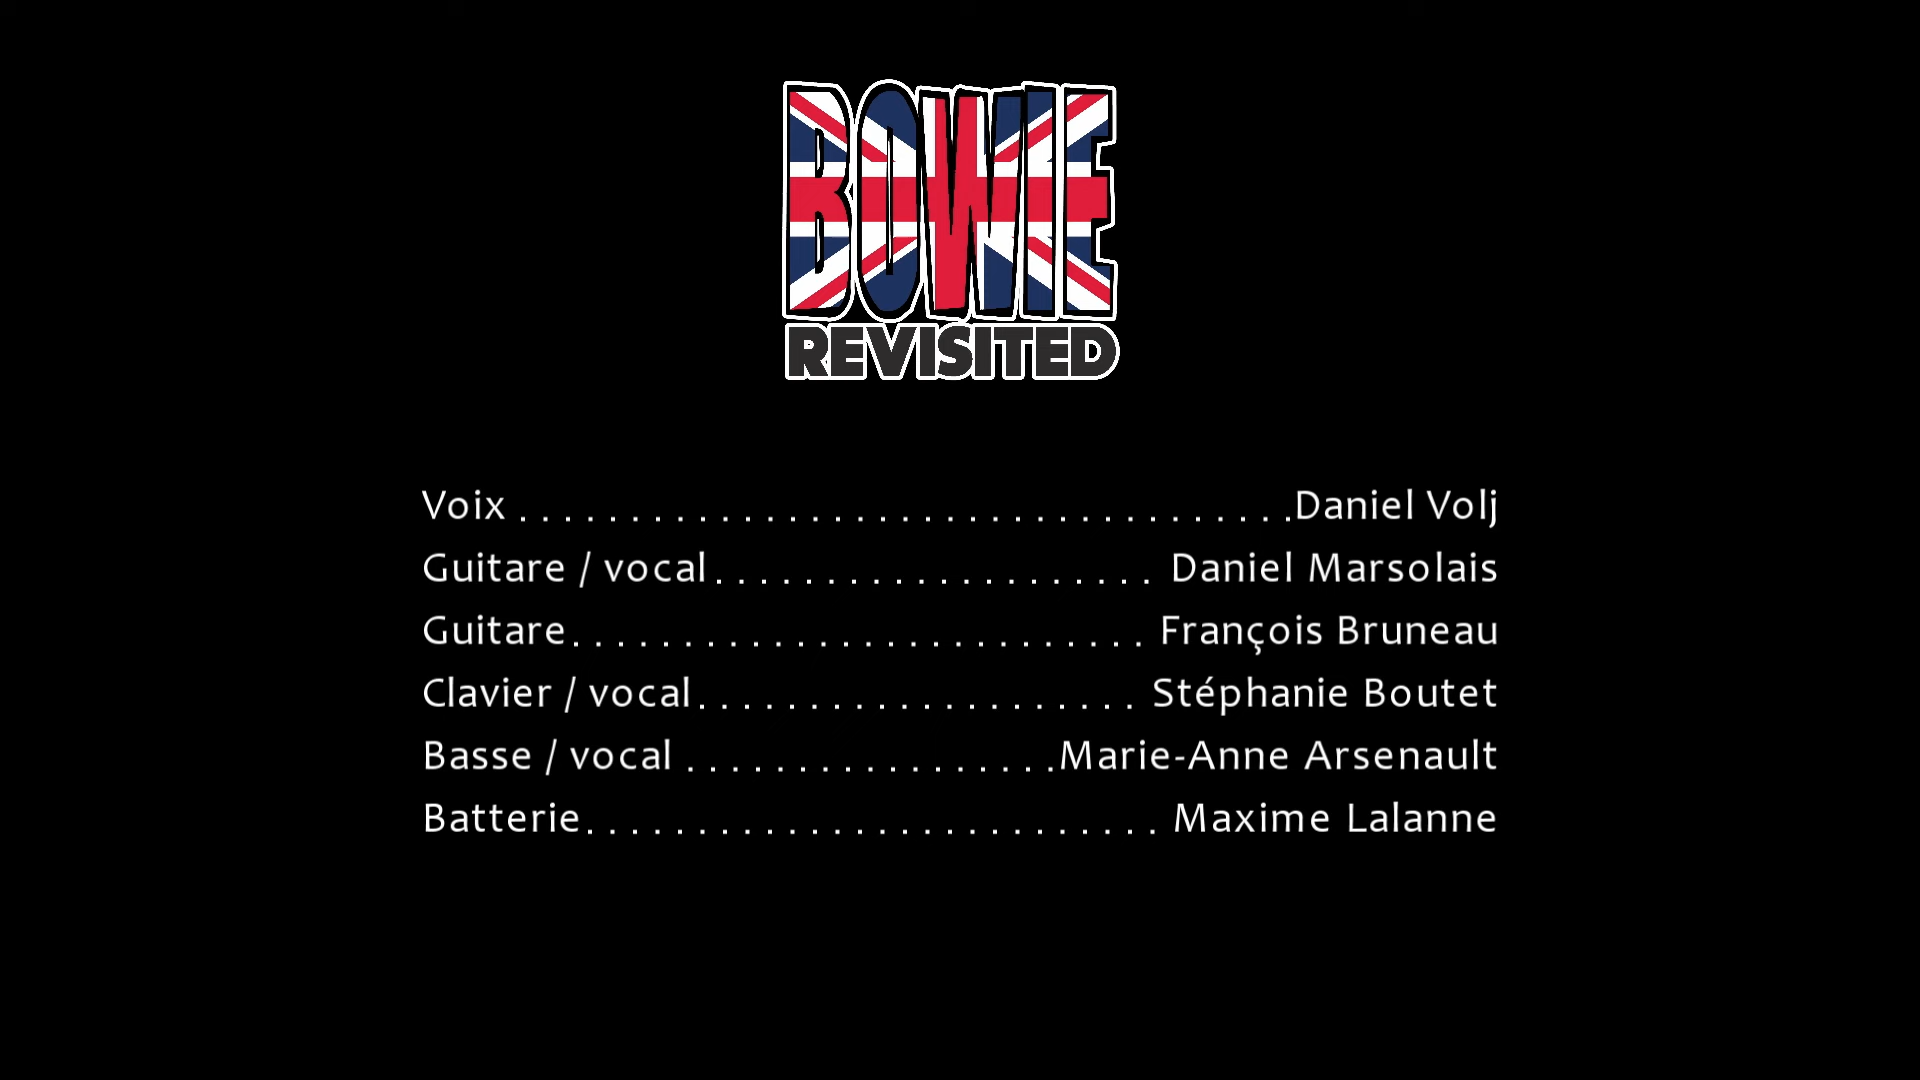 BOWIE
REVISITED
Voix . . . . . . . . . . . . . . . . . . . . . . . . . . . . . . . . . . .Daniel Volj
Guitare / vocal . . . . . . . . . . . . . . . . . . . . Daniel Marsolais
Guitare . . . . . . . . . . . . . . . . . . . . . . . . . . François Bruneau
Clavier / vocal . . . . . . . . . . . . . . . . . . . . Stéphanie Boutet
Basse / vocal . . . . . . . . . . . . . . . . .Marie-Anne Arsenault
Batterie . . . . . . . . . . . . . . . . . . . . . . . . . . Maxime Lalanne